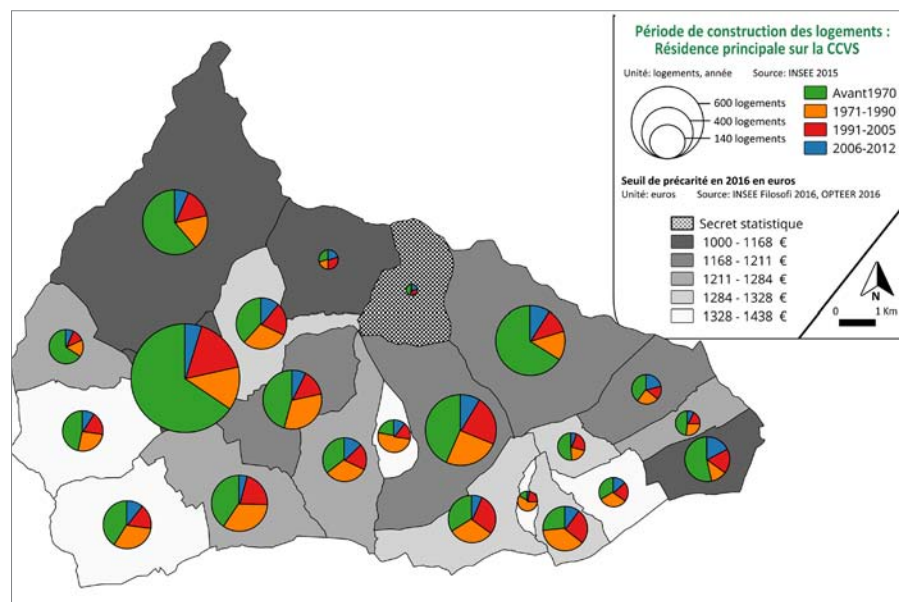 Période de construction des logements :
Résidence principale sur la CCVS
Unité: logements, année Source: INSEE 2015
600 logements
400 logements
140 logements
Avant1970
1971-1990
1991-2005
2006-2012
Seuil de précarité en 2016 en euros
Unité: euros Source: INSEE Filosofi 2016, OPTEER 2016
Secret statistique
1000 - 1168 €
1168 - 1211 €
1211 - 1284 €
1284 - 1328 €
1328 - 1438 €
N
0 1 Km